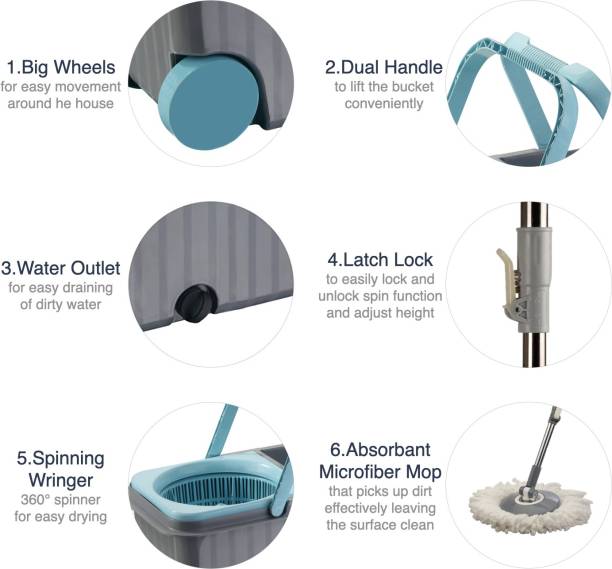 1.Big Wheels
for easy movement
around he house
2.Dual Handle
to lift the bucket
conveniently
3.Water Outlet
for easy draining
of dirty water
4.Latch Lock
to easily lock and
unlock spin function
and adjust height
5.Spinning
Wringer
360° spinner
for easy drying
6.Absorbant
Microfiber Mop
that picks up dirt
effectively leaving
the surface clean